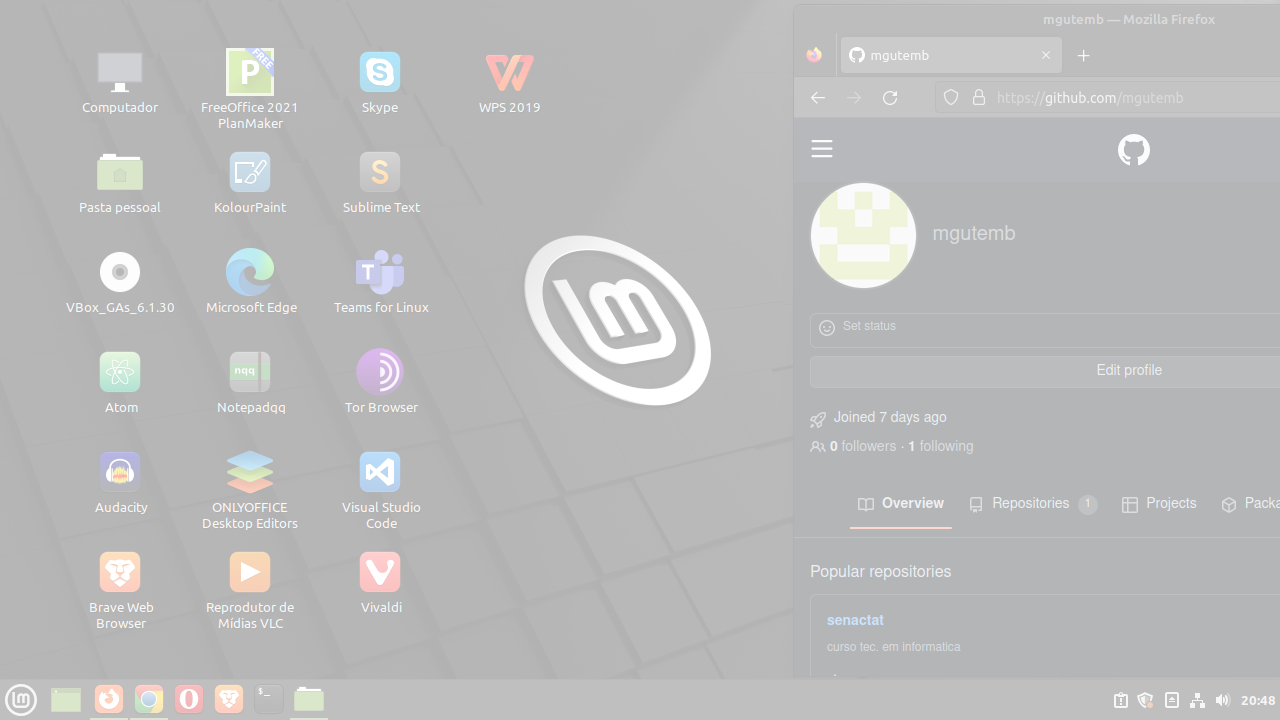 mgutemb — Mozilla Firefox
mgutemb
https://github.com/mgutemb
Computador
FreeOffice 2021
PlanMaker
FREE
P
Skype
WPS 2019
Pasta pessoal
KolourPaint
Sublime Text
VBox_GAs_6.1.30
Microsoft Edge
Teams for Linux
Atom
nqq
Notepadqq
Tor Browser
Audacity
ONLYOFFICE
Desktop Editors
Visual Studio
Code
Brave Web
Browser
Reprodutor de
Mídias VLC
Vivaldi
mgutemb
Set status
Edit profile
Joined 7 days ago
0 followers · 1 following
Overview
Repositories 1
Projects
Packa
Popular repositories
senactat
curso tec. em informatica
$_
20:48